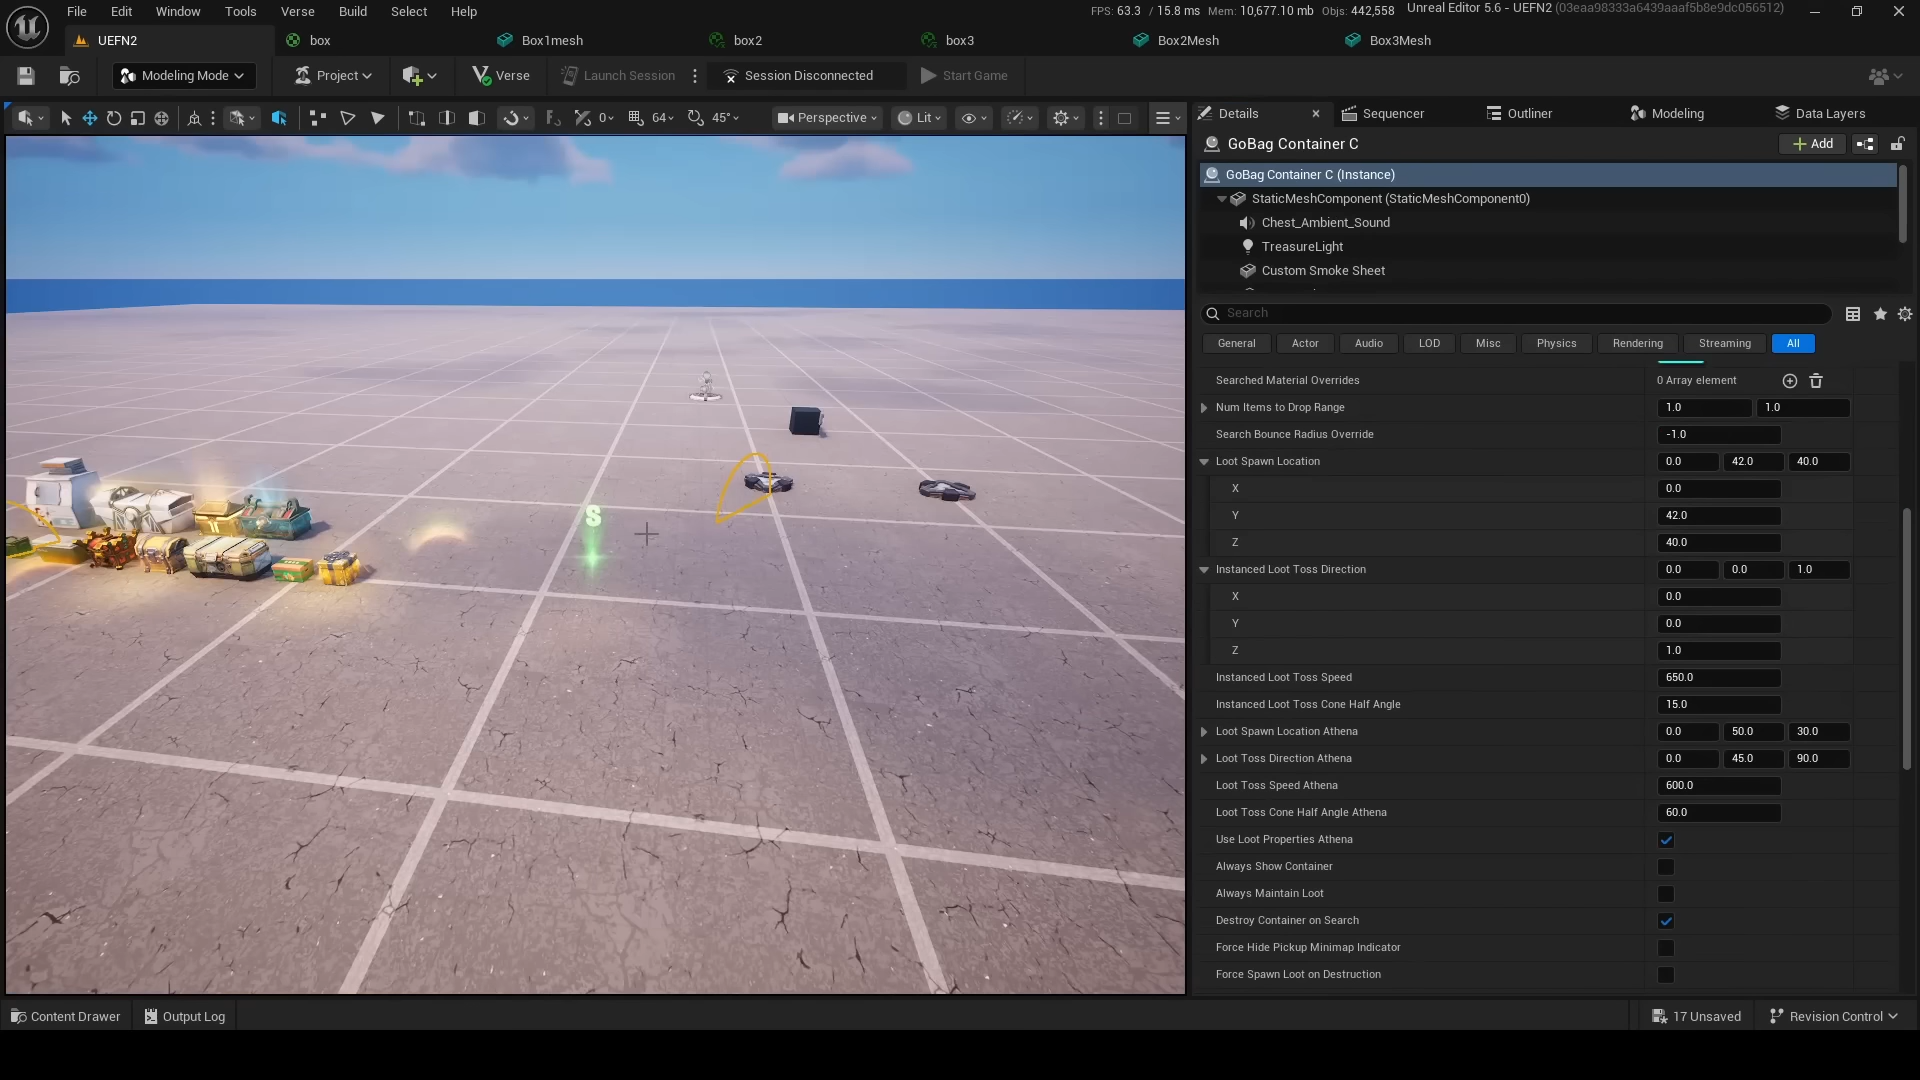 File Edit Window Tools Verse Build Select Help
FPS: 63.3 / 15.8 ms Mem: 10,677.10 mb Objs: 442,558 Unreal Editor 5.6 - UEFN2 (03eaa98333a6439aaaf5b8e9dc056512)
UEFN2 box Box1mesh box2 box3 Box2Mesh Box3Mesh
Modeling Mode Project Verse Launch Session Session Disconnected Start Game
0 64 45° Perspective Lit
Details Sequencer Outliner Modeling Data Layers
GoBag Container C Add
GoBag Container C (Instance)
StaticMeshComponent (StaticMeshComponent0)
Chest_Ambient_Sound
TreasureLight
Custom Smoke Sheet
Search
General Actor Audio LOD Misc Physics Rendering Streaming All
Searched Material Overrides 0 Array element
Num Items to Drop Range 1.0 1.0
Search Bounce Radius Override -1.0
Loot Spawn Location 0.0 42.0 40.0
X 0.0
Y 42.0
Z 40.0
Instanced Loot Toss Direction 0.0 0.0 1.0
X 0.0
Y 0.0
Z 1.0
Instanced Loot Toss Speed 650.0
Instanced Loot Toss Cone Half Angle 15.0
Loot Spawn Location Athena 0.0 50.0 30.0
Loot Toss Direction Athena 0.0 45.0 90.0
Loot Toss Speed Athena 600.0
Loot Toss Cone Half Angle Athena 60.0
Use Loot Properties Athena
Always Show Container
Always Maintain Loot
Destroy Container on Search
Force Hide Pickup Minimap Indicator
Force Spawn Loot on Destruction
S
Content Drawer Output Log 17 Unsaved Revision Control